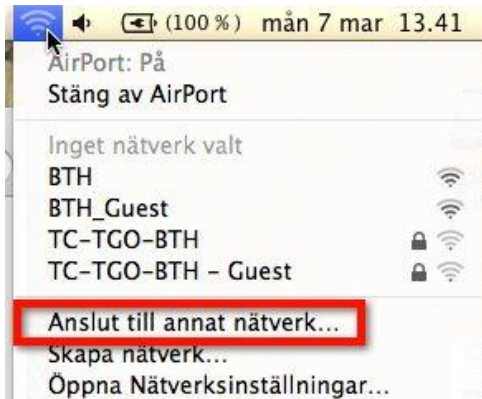 (100 %) mån 7 mar 13.41
AirPort: På
Stäng av AirPort
Inget nätverk valt
BTH
BTH_Guest
TC-TGO-BTH
TC-TGO-BTH - Guest
Anslut till annat nätverk...
Skapa nätverk...
Öppna Nätverksinställningar...